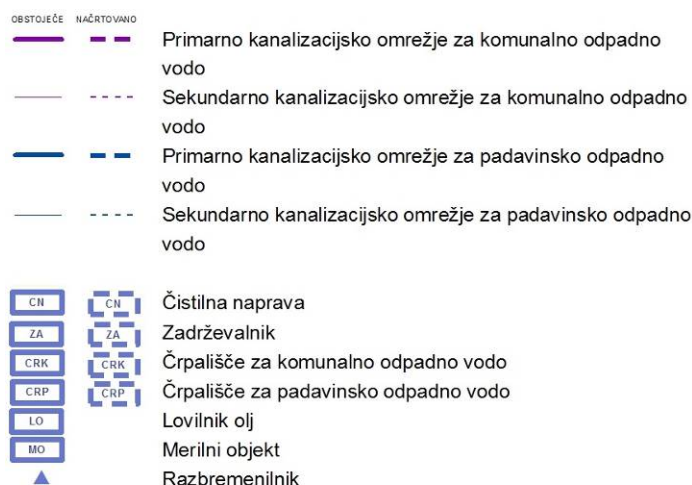 OBSTOJEČE NAČRTOVANO
Primarno kanalizacijsko omrežje za komunalno odpadno
vodo
Sekundarno kanalizacijsko omrežje za komunalno odpadno
vodo
Primarno kanalizacijsko omrežje za padavinsko odpadno
vodo
Sekundarno kanalizacijsko omrežje za padavinsko odpadno
vodo
CN CN Čistilna naprava
ZA ZA Zadrževalnik
CRK CRK Črpališče za komunalno odpadno vodo
CRP CRP Črpališče za padavinsko odpadno vodo
LO Lovilnik olj
MO Merilni objekt
Razbremenilnik